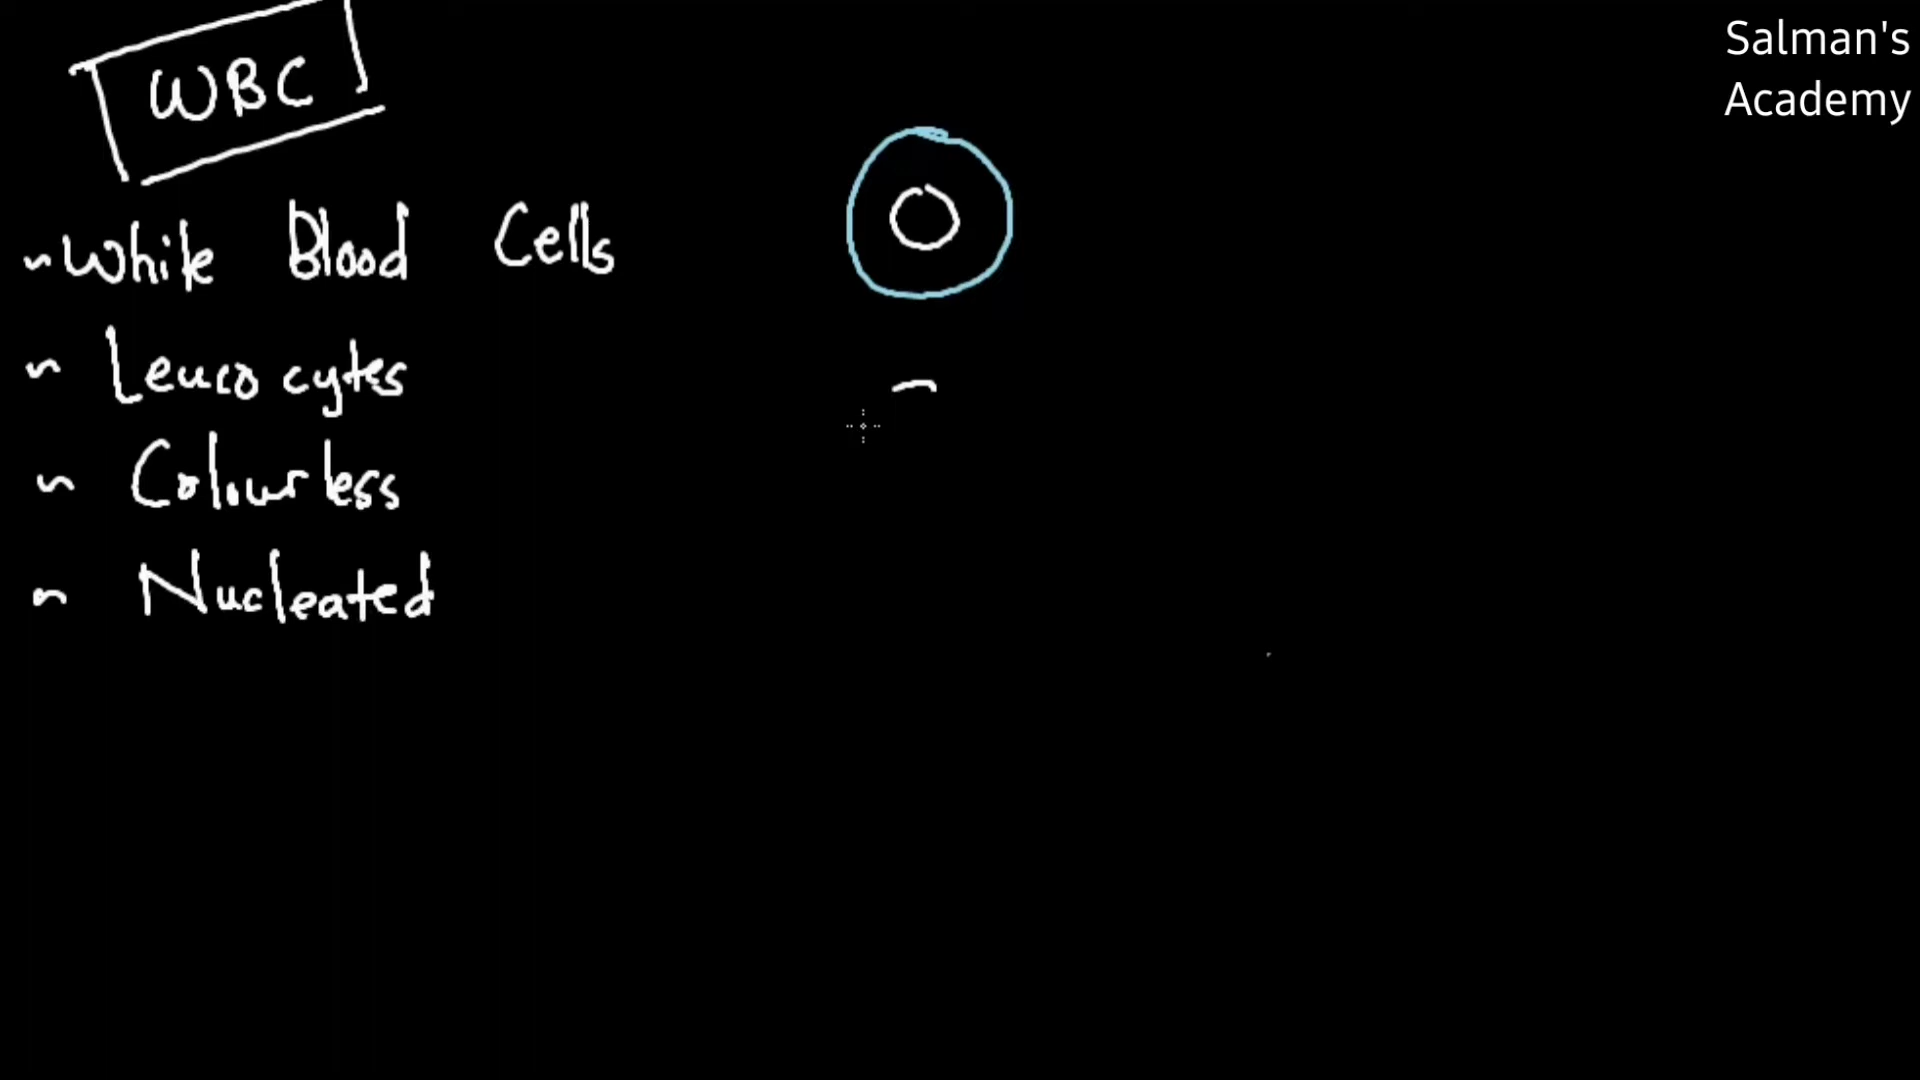 WBC
Salman's
Academy
~ White Blood Cells
~ Leucocytes
~ Colourless
~ Nucleated